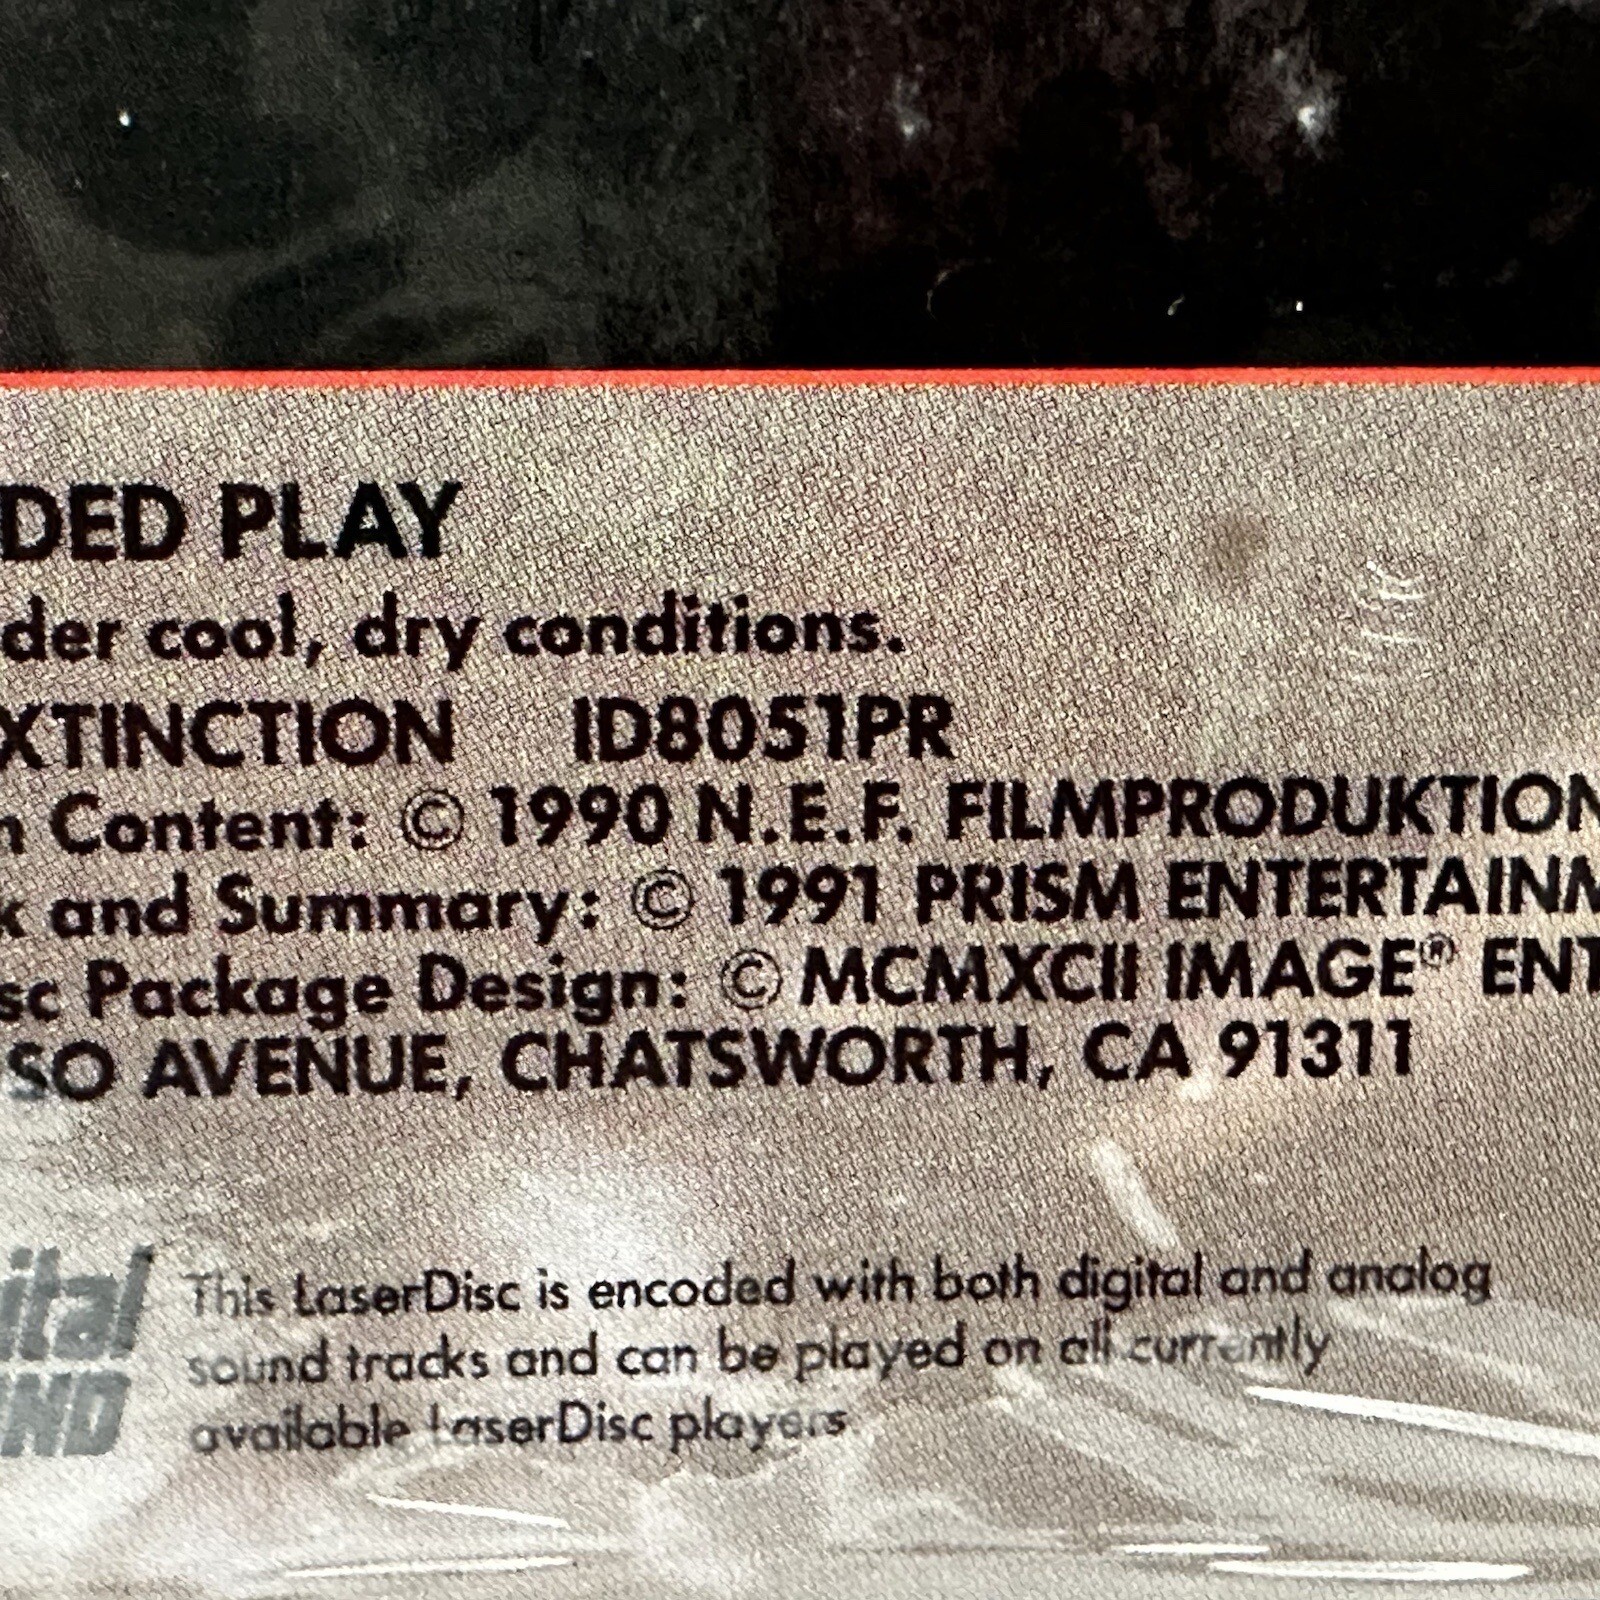 DED PLAY
der cool, dry conditions.
XTINCTION ID8051PR
n Content: © 1990 N.E.F. FILMPRODUKTION
k and Summary: © 1991 PRISM ENTERTAINM
sc Package Design: © MCMXCII IMAGE® ENT
SO AVENUE, CHATSWORTH, CA 91311
ital
ND
This LaserDisc is encoded with both digital and analog
sound tracks and can be played on all currently
available LaserDisc players.